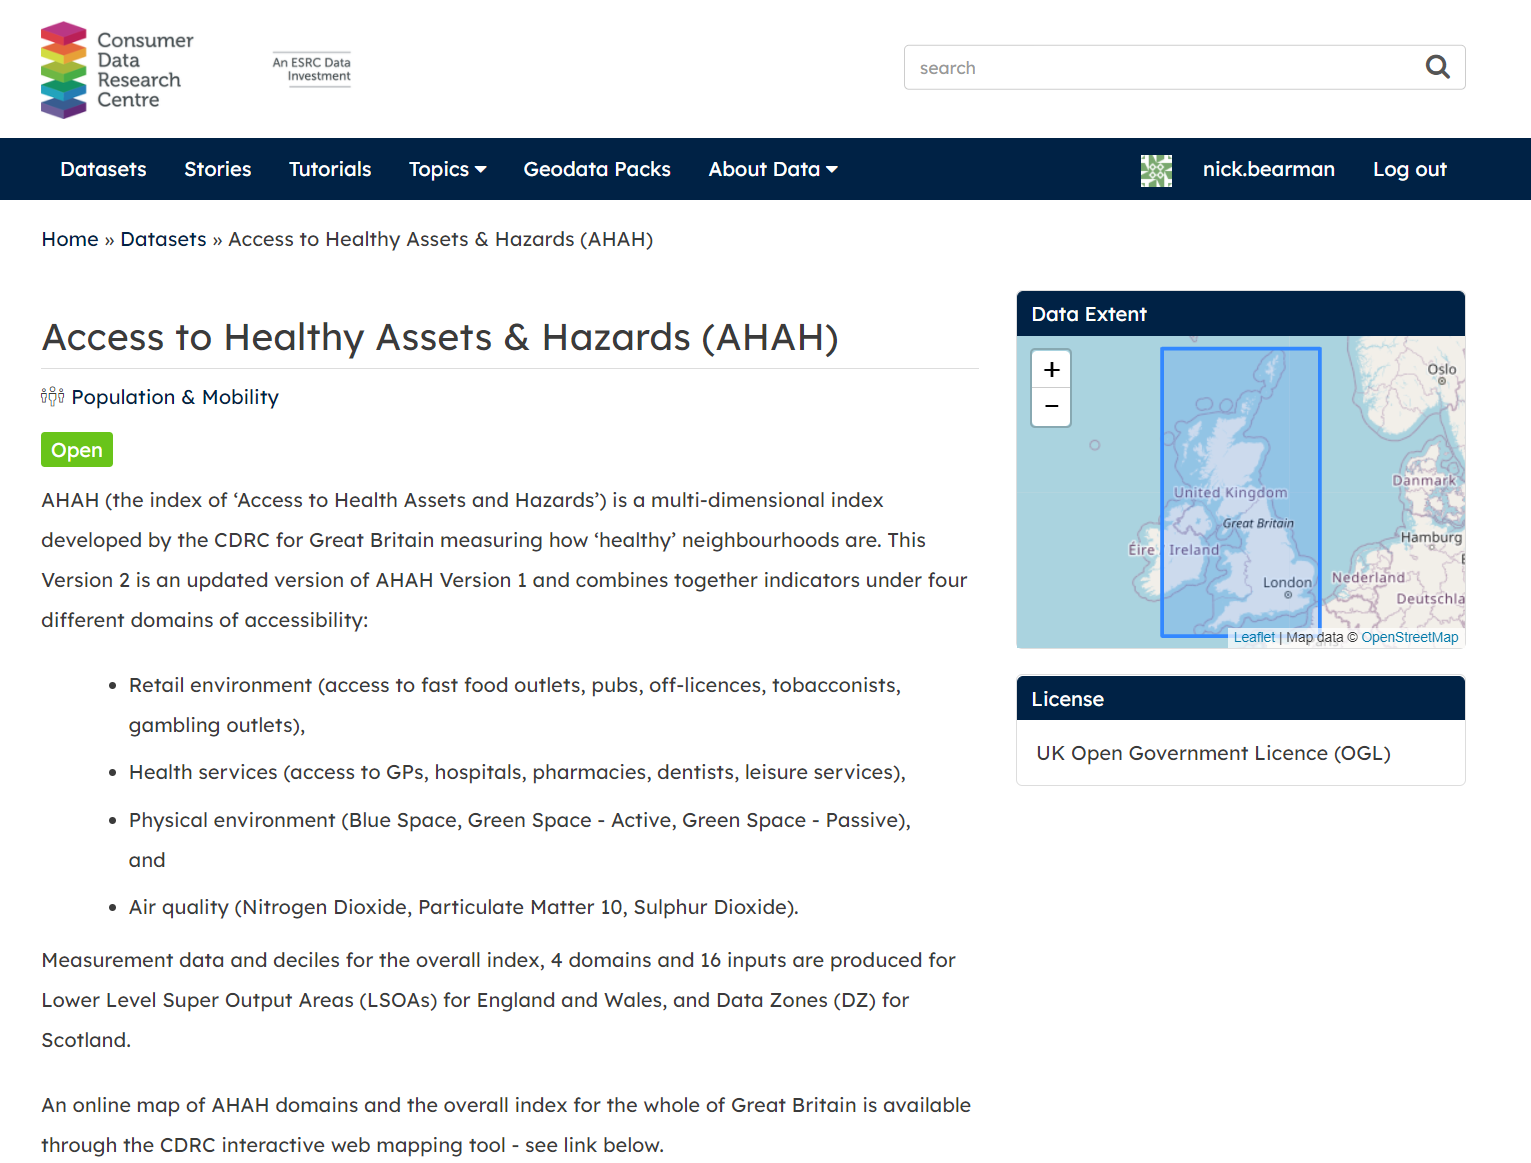 Consumer
Data
Research
Centre
An ESRC Data
Investment
search
Datasets Stories Tutorials Topics Geodata Packs About Data nick.bearman Log out
Home » Datasets » Access to Healthy Assets & Hazards (AHAH)
Access to Healthy Assets & Hazards (AHAH)
Population & Mobility
Open
AHAH (the index of ‘Access to Health Assets and Hazards’) is a multi-dimensional index
developed by the CDRC for Great Britain measuring how ‘healthy’ neighbourhoods are. This
Version 2 is an updated version of AHAH Version 1 and combines together indicators under four
different domains of accessibility:
• Retail environment (access to fast food outlets, pubs, off-licences, tobacconists,
gambling outlets),
• Health services (access to GPs, hospitals, pharmacies, dentists, leisure services),
• Physical environment (Blue Space, Green Space - Active, Green Space - Passive),
and
• Air quality (Nitrogen Dioxide, Particulate Matter 10, Sulphur Dioxide).
Measurement data and deciles for the overall index, 4 domains and 16 inputs are produced for
Lower Level Super Output Areas (LSOAs) for England and Wales, and Data Zones (DZ) for
Scotland.
An online map of AHAH domains and the overall index for the whole of Great Britain is available
through the CDRC interactive web mapping tool - see link below.
Data Extent
+
−
Oslo
Danmark
United Kingdom
Great Britain
Hamburg
Éire / Ireland
London
Nederland
Deutschla
Leaflet | Map data © OpenStreetMap
License
UK Open Government Licence (OGL)